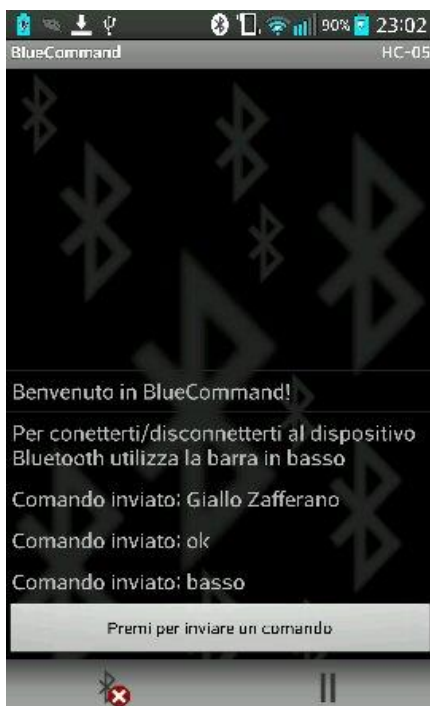 90% 23:02
BlueCommand HC-05
Benvenuto in BlueCommand!
Per conetterti/disconnetterti al dispositivo
Bluetooth utilizza la barra in basso
Comando inviato: Giallo Zafferano
Comando inviato: ok
Comando inviato: basso
Premi per inviare un comando